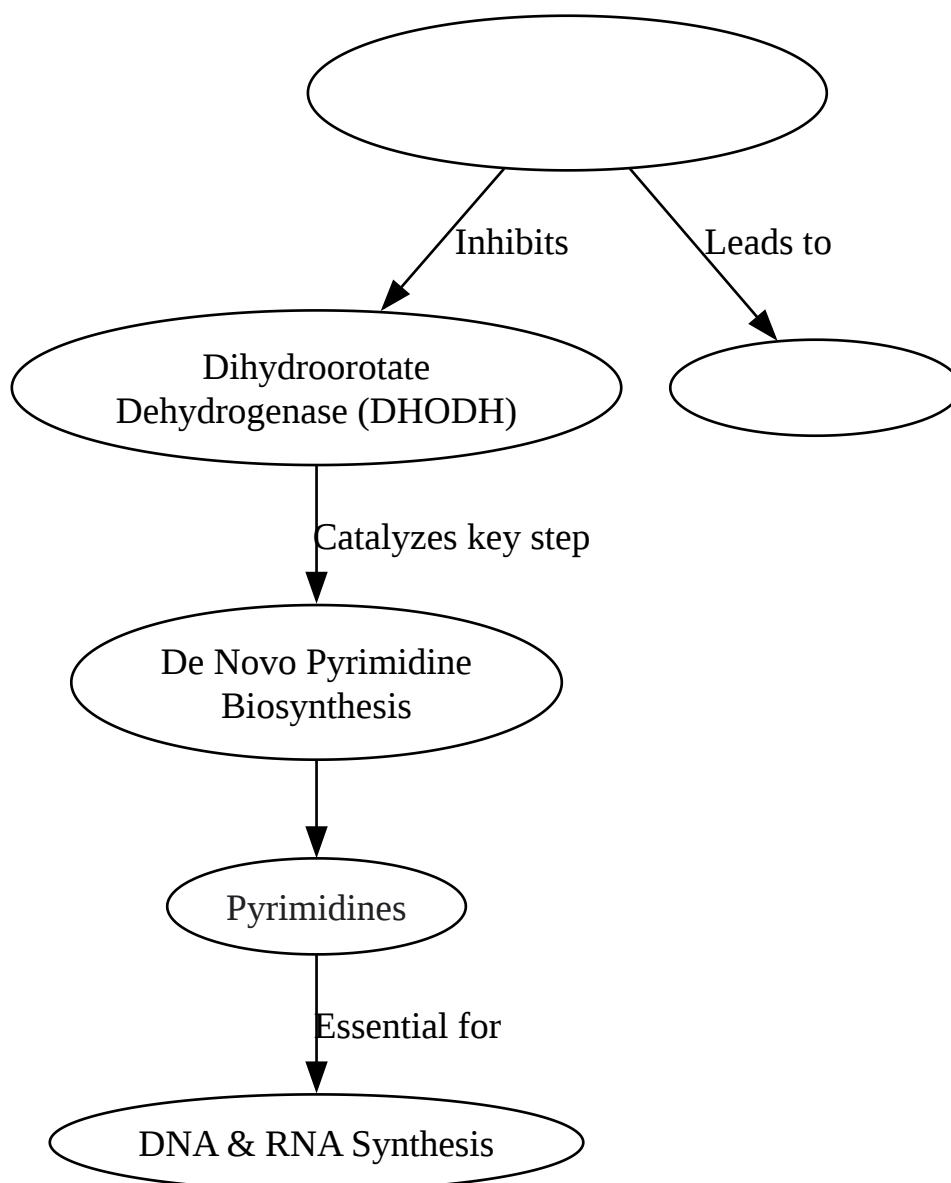 Inhibits
Leads to
Dihydroorotate
Dehydrogenase (DHODH)
Catalyzes key step
De Novo Pyrimidine
Biosynthesis
Pyrimidines
Essential for
DNA & RNA Synthesis